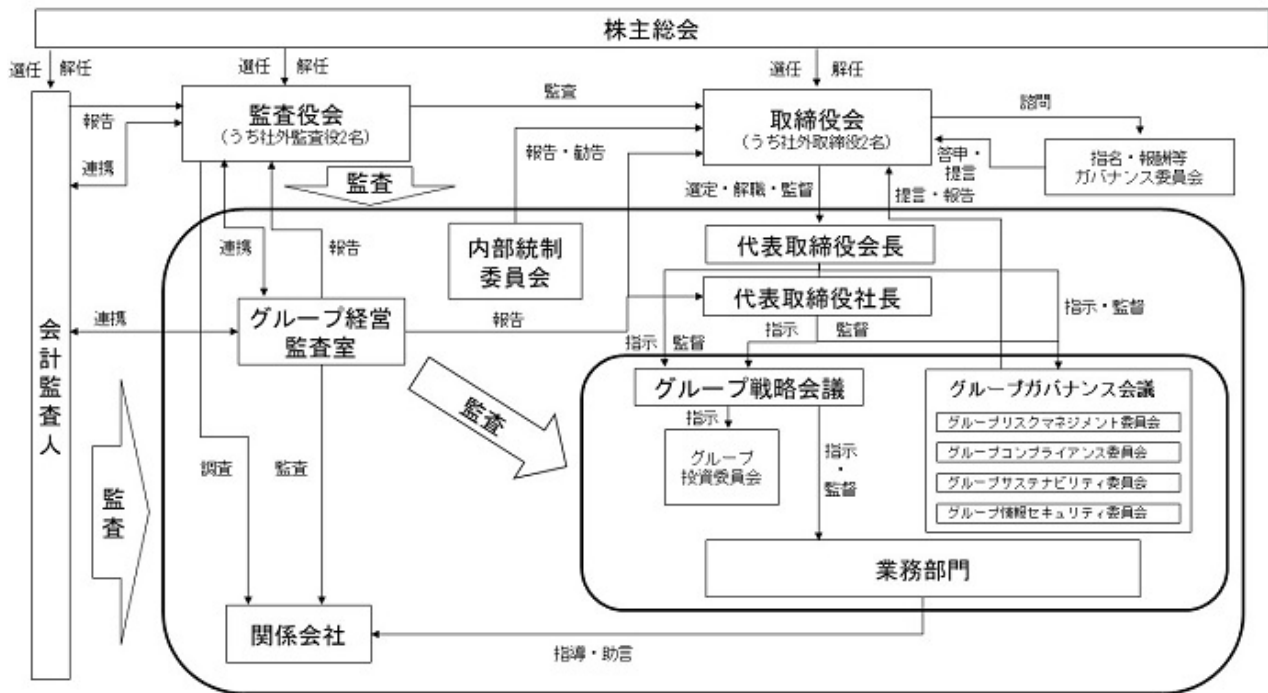 株主総会
選任 解任
選任 解任
選任 解任
監査役会
(うち社外監査役2名)
監査
取締役会
(うち社外取締役2名)
諮問
報告
連携
報告・勧告
答申・
提言
指名・報酬等
ガバナンス委員会
監査
選定・解職・監督
提言・報告
連携
報告
内部統制
委員会
代表取締役会長
代表取締役社長
会計監査人
連携
グループ経営
監査室
報告
指示・監督
指示 監督
指示 監督
監査
グループ戦略会議
グループガバナンス会議
グループリスクマネジメント委員会
グループコンプライアンス委員会
グループサステナビリティ委員会
グループ情報セキュリティ委員会
指示
グループ
投資委員会
指示
・
監督
調査
監査
監査
業務部門
関係会社
指導・助言